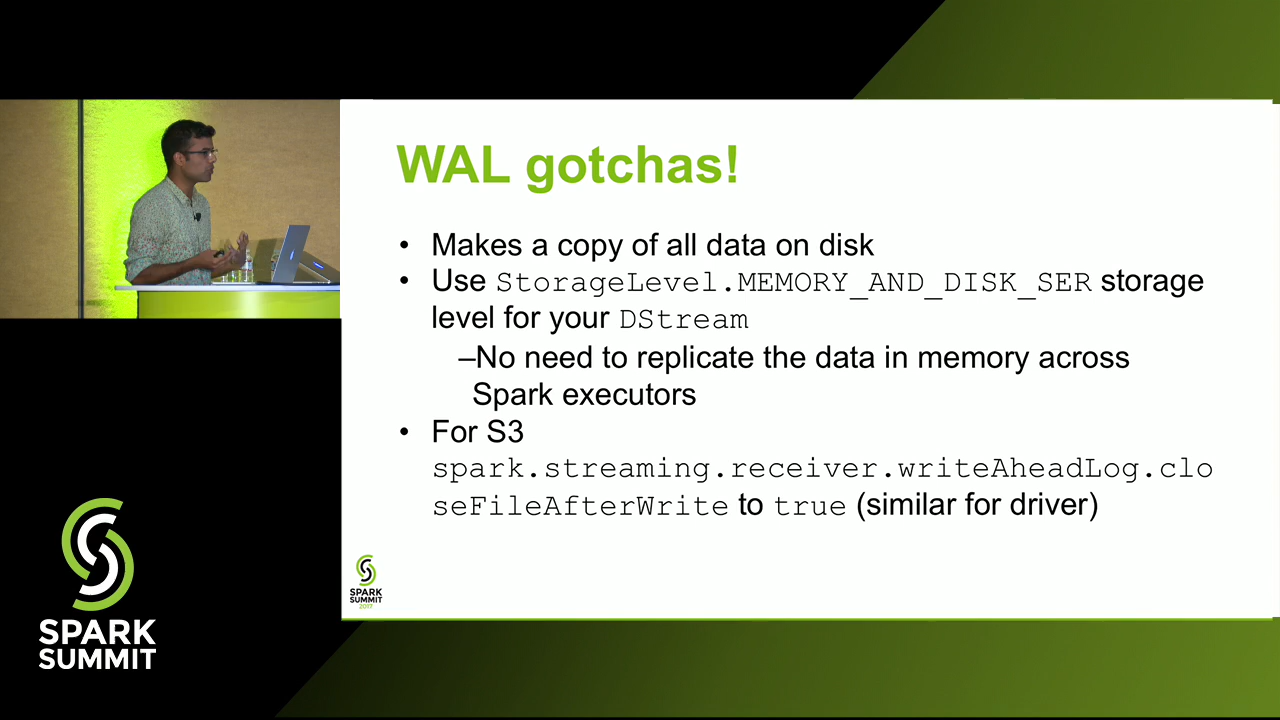 WAL gotchas!
• Makes a copy of all data on disk
• Use StorageLevel.MEMORY_AND_DISK_SER storage
level for your DStream
–No need to replicate the data in memory across
Spark executors
• For S3
spark.streaming.receiver.writeAheadLog.clo
seFileAfterWrite to true (similar for driver)
SPARK
SUMMIT
2017
SPARK
SUMMIT